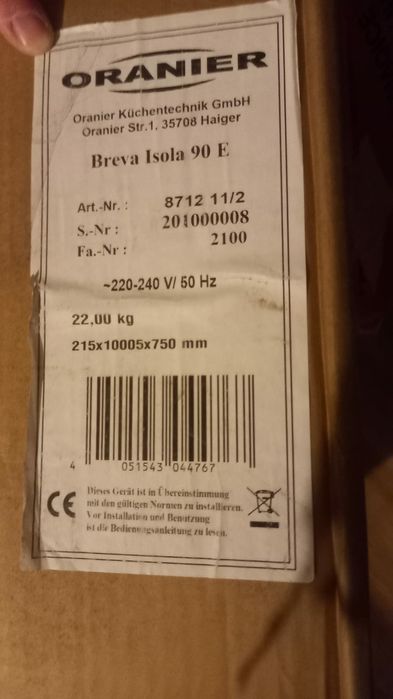 ORANIER
Oranier Küchentechnik GmbH
Oranier Str.1, 35708 Haiger
Breva Isola 90 E
Art.-Nr. : 8712 11/2
S.-Nr : 201000008
Fa.-Nr : 2100
~220-240 V/ 50 Hz
22,00 kg
215x10005x750 mm
4 051543 044767
CE
Dieses Gerät ist in Übereinstimmung
mit den gültigen Normen zu installieren.
Vor Installation und Benutzung
ist die Bedienungsanleitung zu lesen.